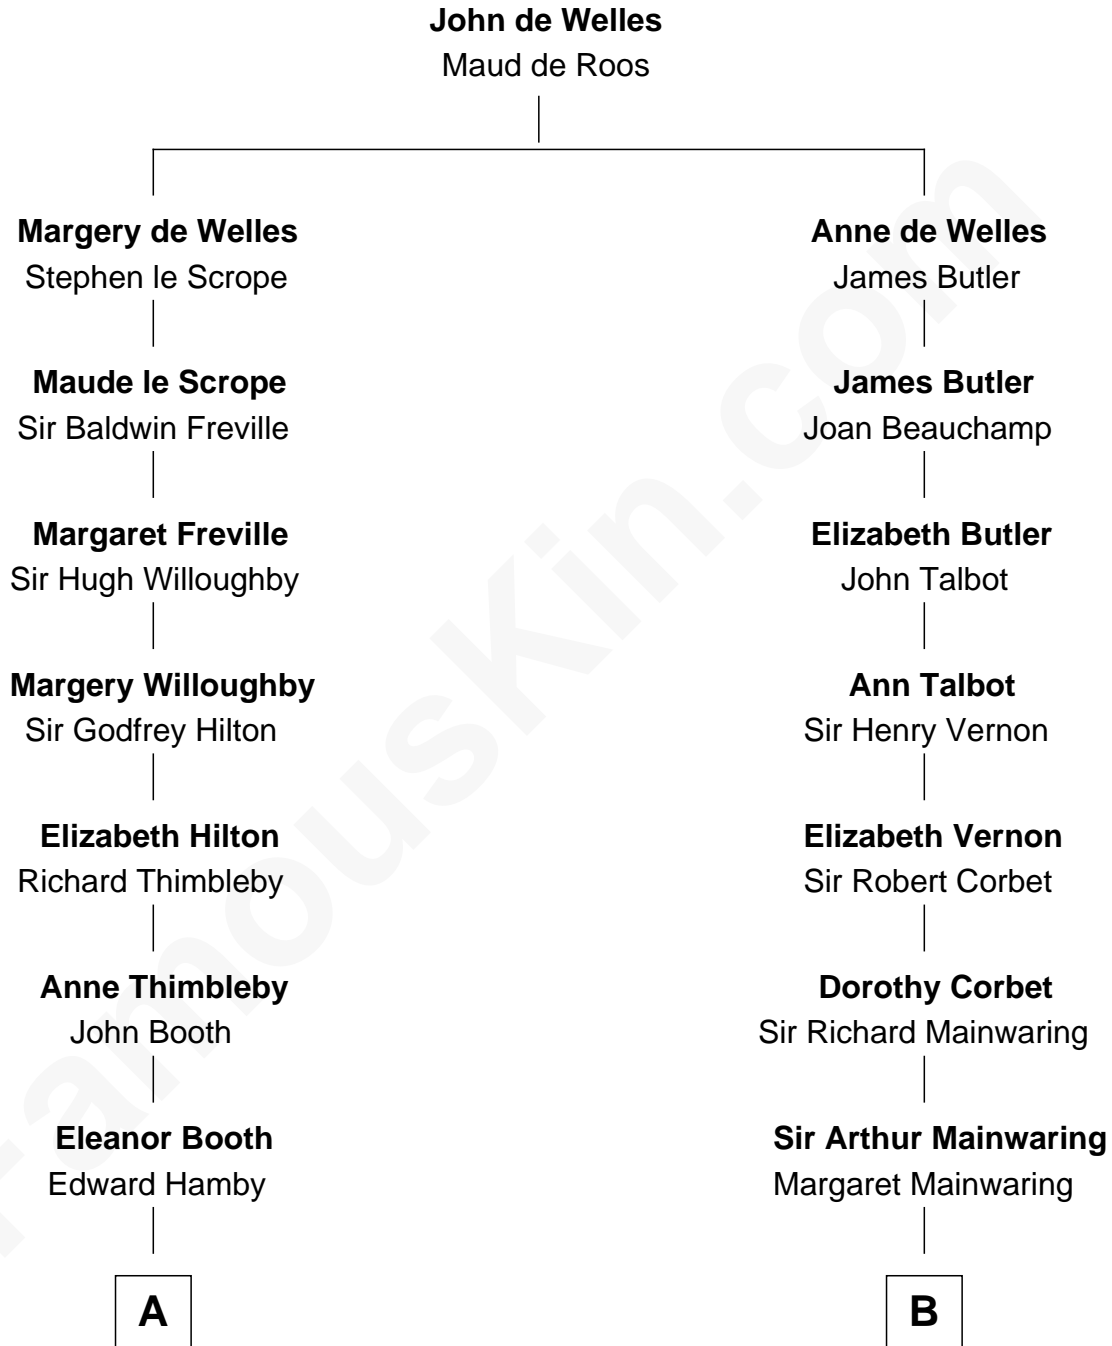 John de Welles
Maud de Roos
Margery de Welles
Stephen le Scrope
Anne de Welles
James Butler
Maude le Scrope
Sir Baldwin Freville
James Butler
Joan Beauchamp
Margaret Freville
Sir Hugh Willoughby
Elizabeth Butler
John Talbot
Margery Willoughby
Sir Godfrey Hilton
Ann Talbot
Sir Henry Vernon
Elizabeth Hilton
Richard Thimbleby
Elizabeth Vernon
Sir Robert Corbet
Anne Thimbleby
John Booth
Dorothy Corbet
Sir Richard Mainwaring
Eleanor Booth
Edward Hamby
Sir Arthur Mainwaring
Margaret Mainwaring
A
B
FamousKin.com